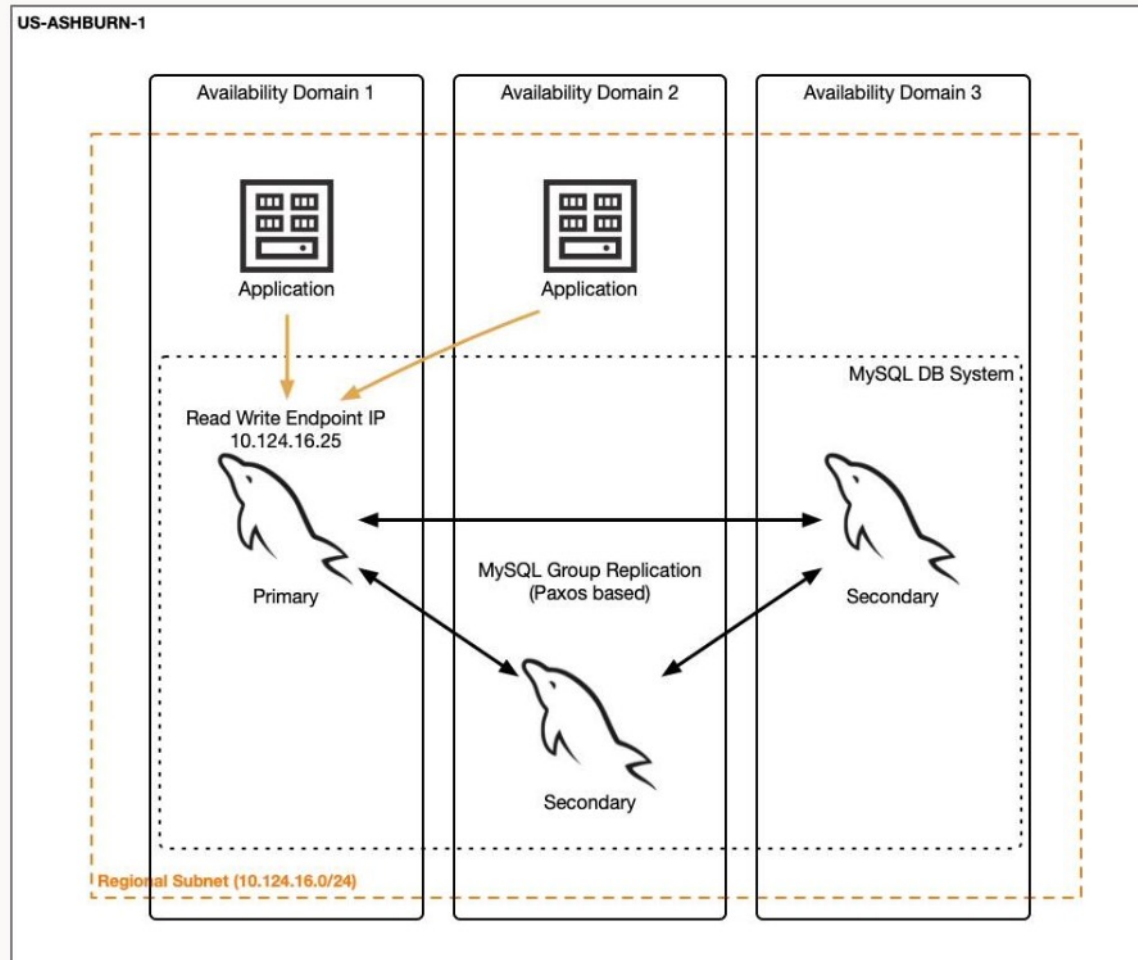 US-ASHBURN-1
Availability Domain 1
Availability Domain 2
Availability Domain 3
Application
Application
MySQL DB System
Read Write Endpoint IP
10.124.16.25
MySQL Group Replication
(Paxos based)
Primary
Secondary
Secondary
Regional Subnet (10.124.16.0/24)